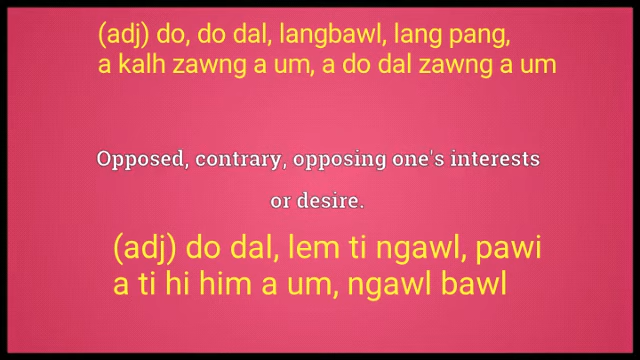 (adj) do, do dal, langbawl, lang pang,
a kalh zawng a um, a do dal zawng a um
Opposed, contrary, opposing one's interests
or desire.
(adj) do dal, lem ti ngawl, pawi
a ti hi him a um, ngawl bawl